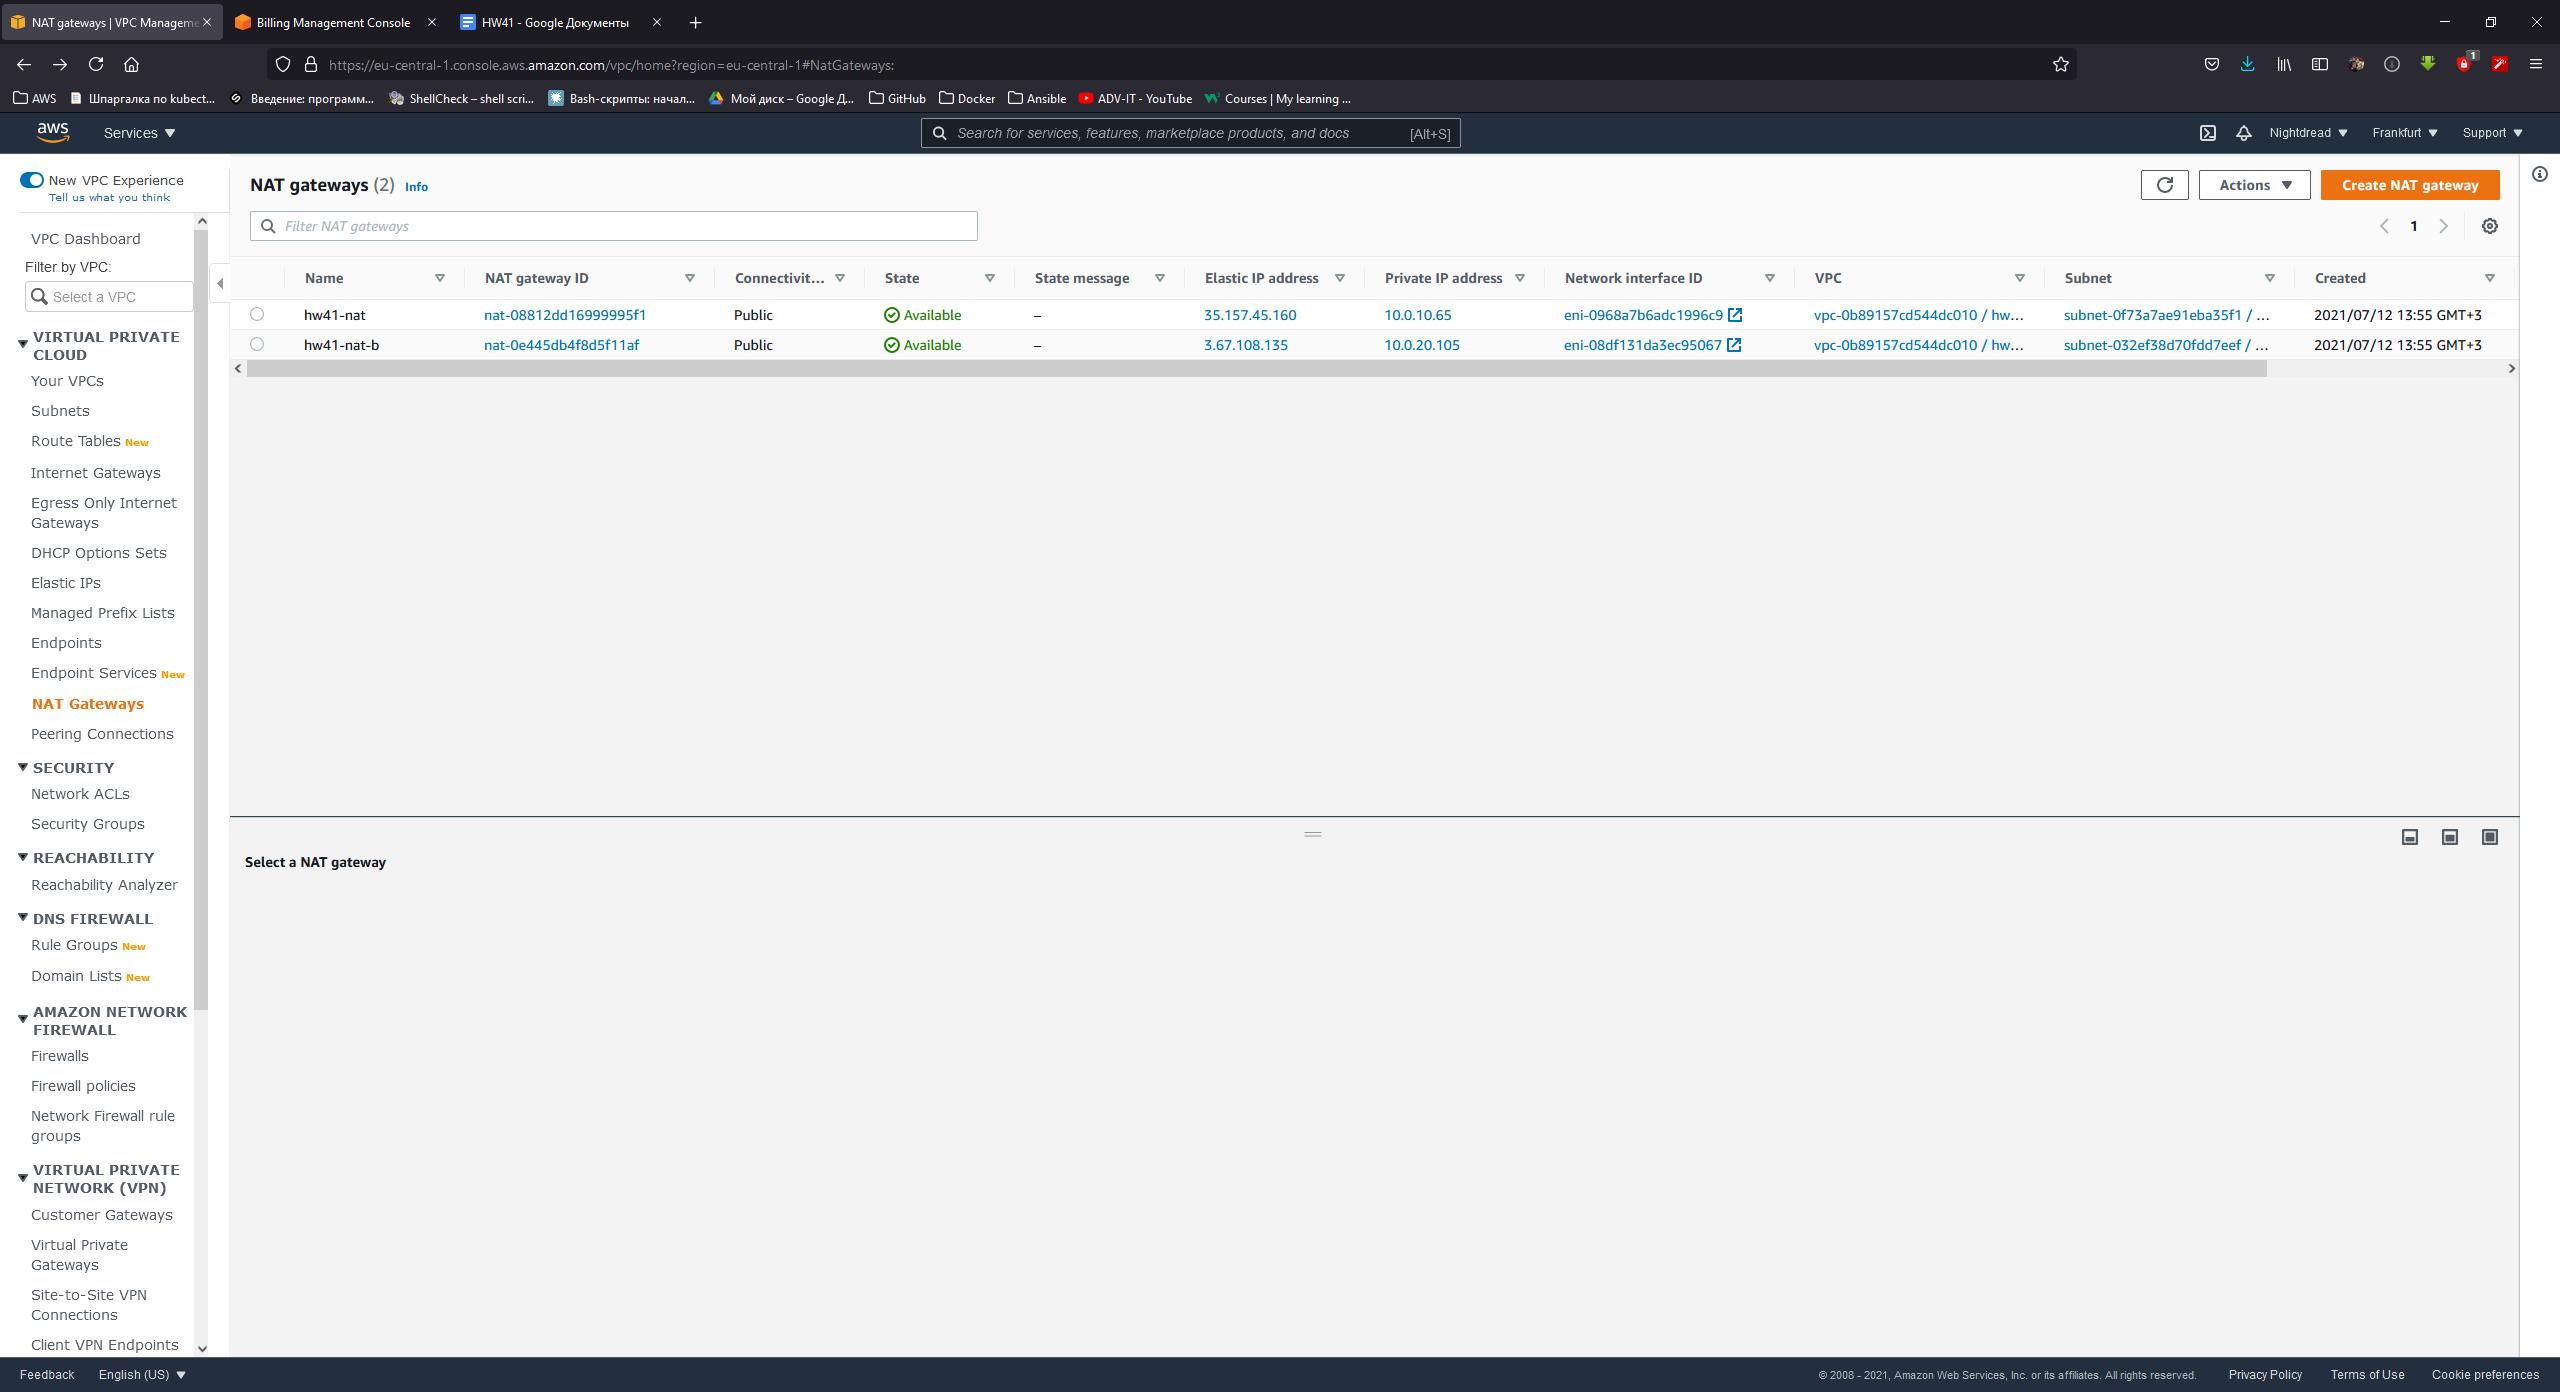 NAT gateways | VPC Manageme
Billing Management Console
HW41 - Google Документы
https://eu-central-1.console.aws.amazon.com/vpc/home?region=eu-central-1#NatGateways:
1
AWS
Шпаргалка по kubect...
Введение: программ...
ShellCheck – shell scri...
Bash-скрипты: начал...
Мой диск – Google Д...
GitHub
Docker
Ansible
ADV-IT - YouTube
Courses | My learning ...
aws
Services
Search for services, features, marketplace products, and docs
[Alt+S]
Nightdread
Frankfurt
Support
New VPC Experience
Tell us what you think
VPC Dashboard
Filter by VPC:
Select a VPC
VIRTUAL PRIVATE
CLOUD
Your VPCs
Subnets
Route Tables New
Internet Gateways
Egress Only Internet
Gateways
DHCP Options Sets
Elastic IPs
Managed Prefix Lists
Endpoints
Endpoint Services New
NAT Gateways
Peering Connections
SECURITY
Network ACLs
Security Groups
REACHABILITY
Reachability Analyzer
DNS FIREWALL
Rule Groups New
Domain Lists New
AMAZON NETWORK
FIREWALL
Firewalls
Firewall policies
Network Firewall rule
groups
VIRTUAL PRIVATE
NETWORK (VPN)
Customer Gateways
Virtual Private
Gateways
Site-to-Site VPN
Connections
Client VPN Endpoints
NAT gateways (2) Info
Actions
Create NAT gateway
Filter NAT gateways
1
Name NAT gateway ID Connectivit... State State message Elastic IP address Private IP address Network interface ID VPC Subnet Created
hw41-nat nat-08812dd16999995f1 Public Available – 35.157.45.160 10.0.10.65 eni-0968a7b6adc1996c9 vpc-0b89157cd544dc010 / hw... subnet-0f73a7ae91eba35f1 / ... 2021/07/12 13:55 GMT+3
hw41-nat-b nat-0e445db4f8d5f11af Public Available – 3.67.108.135 10.0.20.105 eni-08df131da3ec95067 vpc-0b89157cd544dc010 / hw... subnet-032ef38d70fdd7eef / ... 2021/07/12 13:55 GMT+3
Select a NAT gateway
Feedback
English (US)
© 2008 - 2021, Amazon Web Services, Inc. or its affiliates. All rights reserved.
Privacy Policy
Terms of Use
Cookie preferences